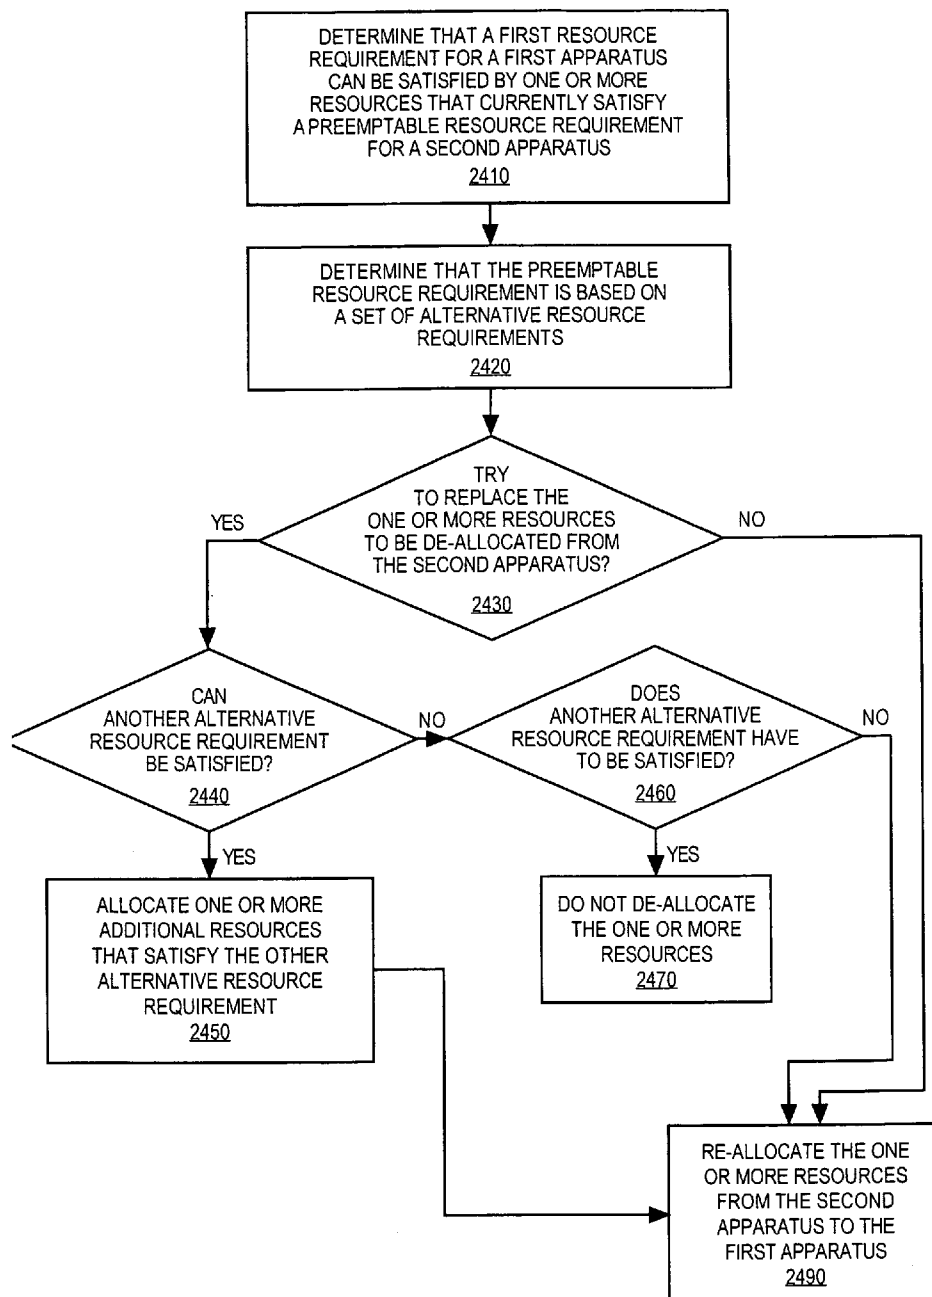 DETERMINE THAT A FIRST RESOURCE
REQUIREMENT FOR A FIRST APPARATUS
CAN BE SATISFIED BY ONE OR MORE
RESOURCES THAT CURRENTLY SATISFY
A PREEMPTABLE RESOURCE REQUIREMENT
FOR A SECOND APPARATUS
2410
DETERMINE THAT THE PREEMPTABLE
RESOURCE REQUIREMENT IS BASED ON
A SET OF ALTERNATIVE RESOURCE
REQUIREMENTS
2420
TRY
TO REPLACE THE
ONE OR MORE RESOURCES
TO BE DE-ALLOCATED FROM
THE SECOND APPARATUS?
2430
YES
NO
CAN
ANOTHER ALTERNATIVE
RESOURCE REQUIREMENT
BE SATISFIED?
2440
NO
DOES
ANOTHER ALTERNATIVE
RESOURCE REQUIREMENT HAVE
TO BE SATISFIED?
2460
NO
YES
YES
ALLOCATE ONE OR MORE
ADDITIONAL RESOURCES
THAT SATISFY THE OTHER
ALTERNATIVE RESOURCE
REQUIREMENT
2450
DO NOT DE-ALLOCATE
THE ONE OR MORE
RESOURCES
2470
RE-ALLOCATE THE ONE
OR MORE RESOURCES
FROM THE SECOND
APPARATUS TO THE
FIRST APPARATUS
2490